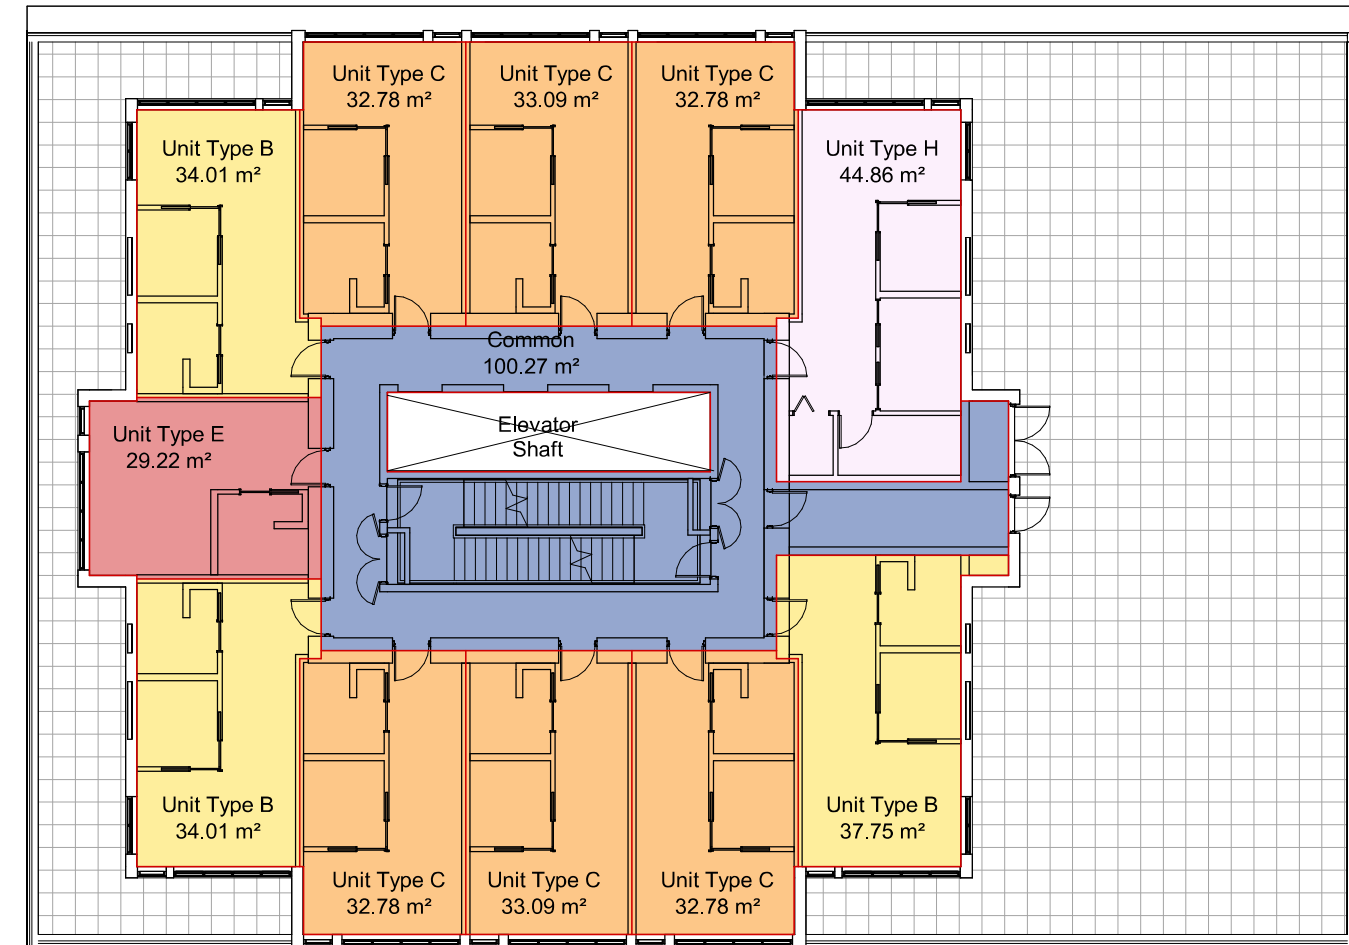 Unit Type C
32.78 m²
Unit Type C
33.09 m²
Unit Type C
32.78 m²
Unit Type B
34.01 m²
Unit Type H
44.86 m²
Common
100.27 m²
Elevator
Shaft
Unit Type E
29.22 m²
Unit Type B
34.01 m²
Unit Type B
37.75 m²
Unit Type C
32.78 m²
Unit Type C
33.09 m²
Unit Type C
32.78 m²